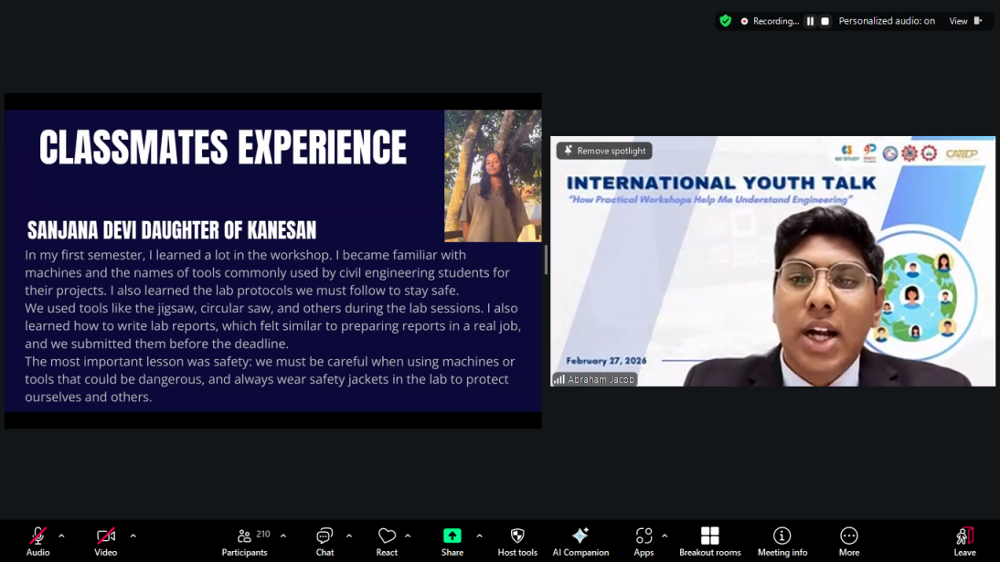 Recording...
Personalized audio: on
View
CLASSMATES EXPERIENCE
SANJANA DEVI DAUGHTER OF KANESAN
In my first semester, I learned a lot in the workshop. I became familiar with
machines and the names of tools commonly used by civil engineering students for
their projects. I also learned the lab protocols we must follow to stay safe.
We used tools like the jigsaw, circular saw, and others during the lab sessions. I also
learned how to write lab reports, which felt similar to preparing reports in a real job,
and we submitted them before the deadline.
The most important lesson was safety: we must be careful when using machines or
tools that could be dangerous, and always wear safety jackets in the lab to protect
ourselves and others.
Remove spotlight
INTERNATIONAL YOUTH TALK
"How Practical Workshops Help Me Understand Engineering"
February 27, 2026
Abraham Jacob
Audio
Video
210
Participants
Chat
React
Share
Host tools
AI Companion
Apps
Breakout rooms
Meeting info
More
Leave